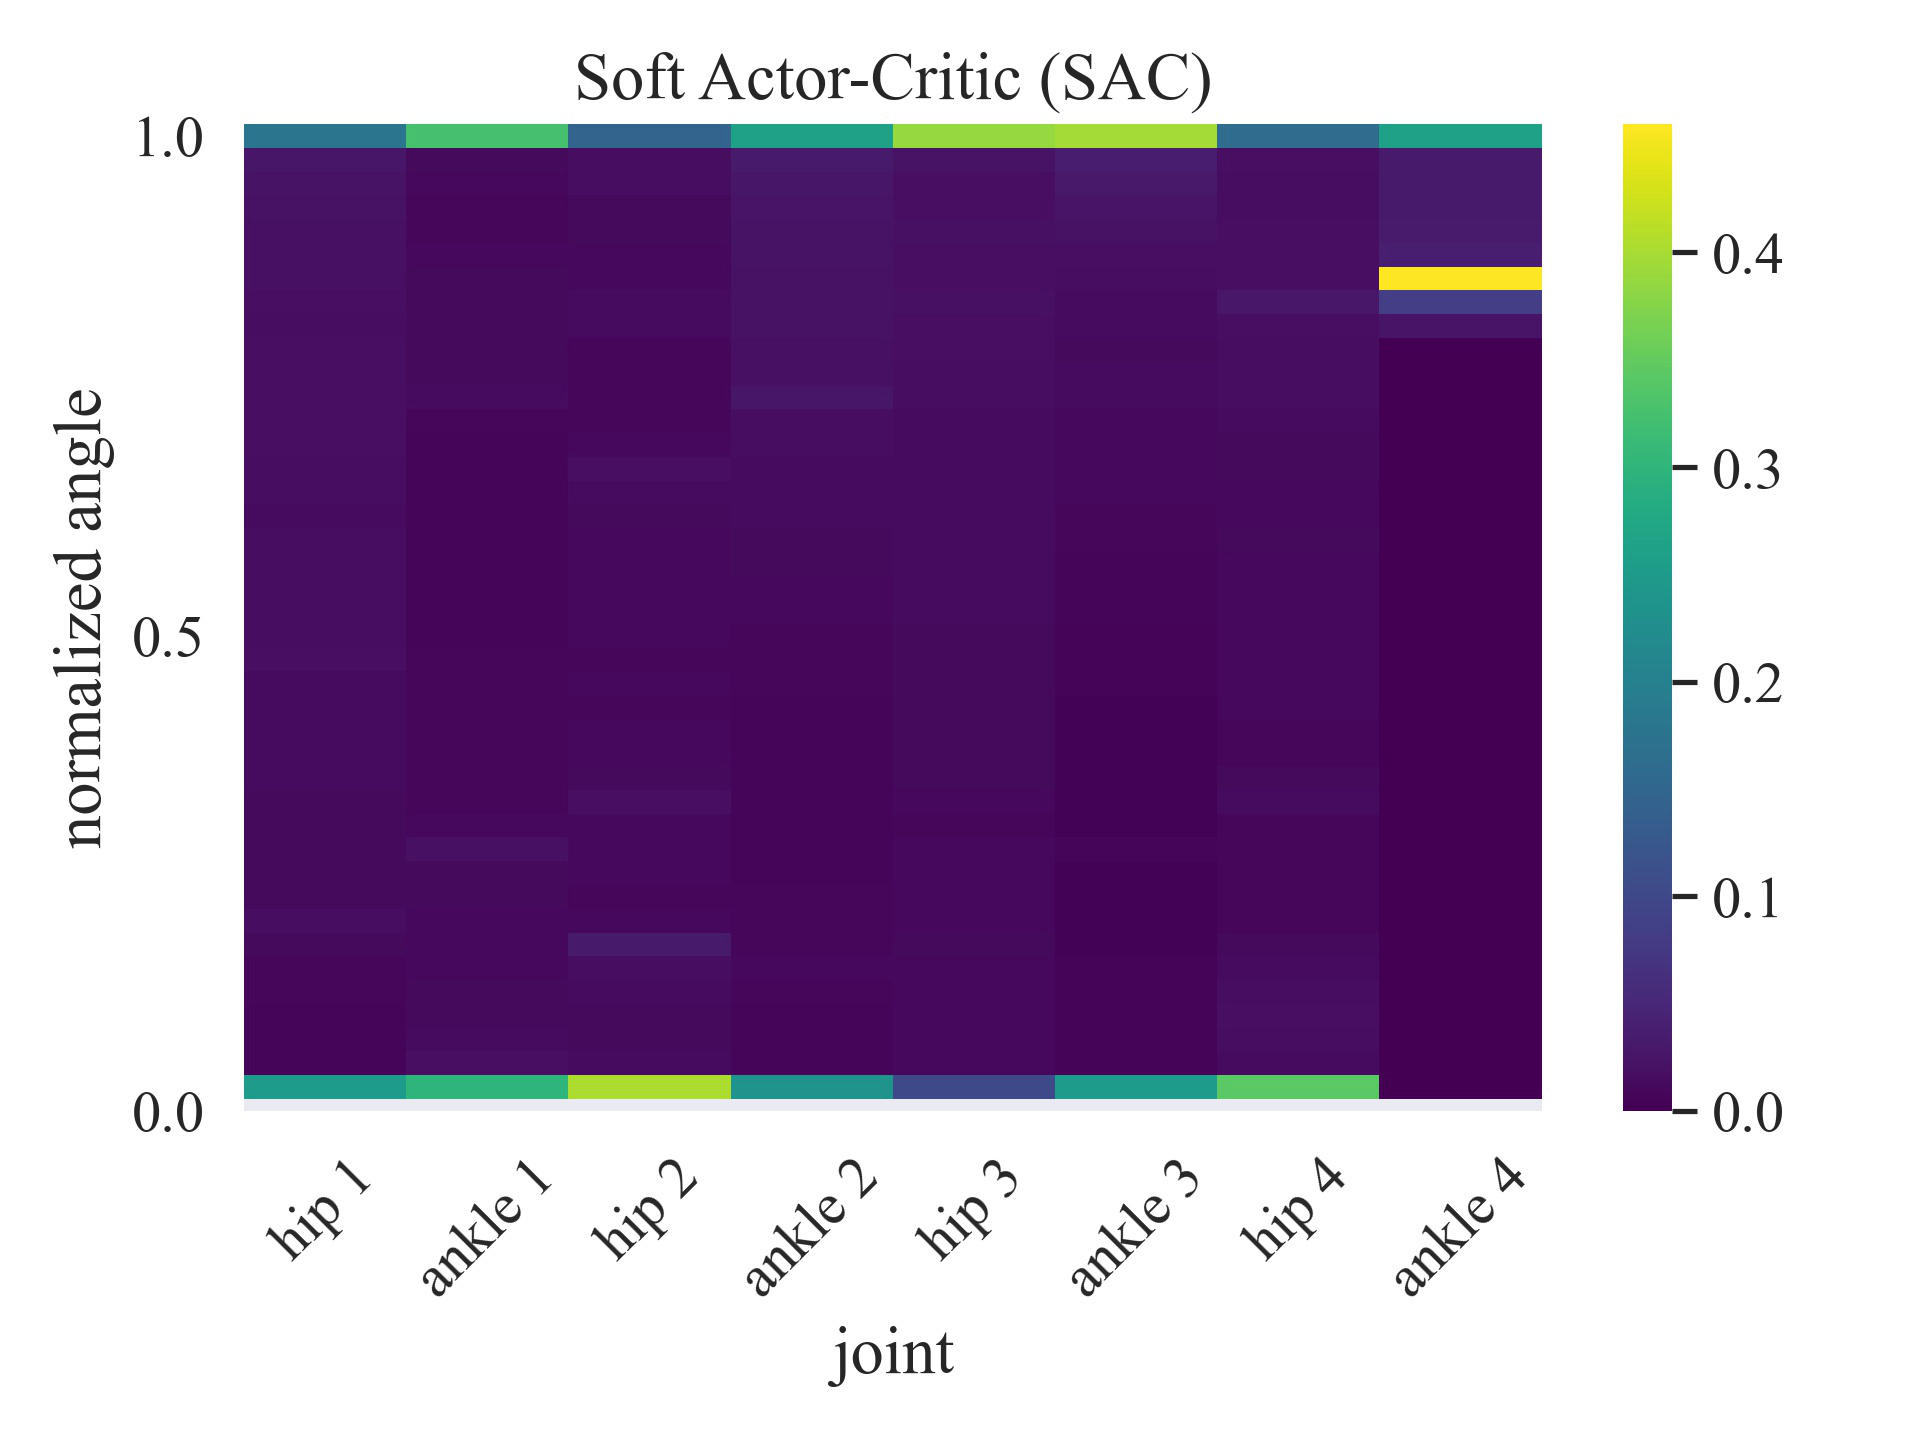 Soft Actor-Critic (SAC)
1.0
0.5
0.0
normalized angle
hip 1
ankle 1
hip 2
ankle 2
hip 3
ankle 3
hip 4
ankle 4
joint
0.4
0.3
0.2
0.1
0.0